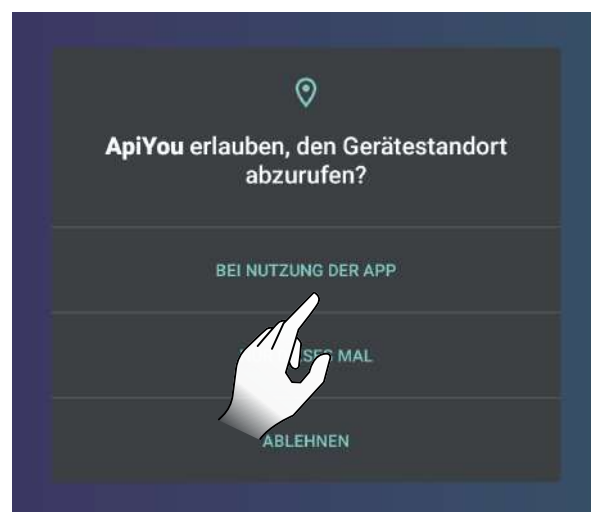 ApiYou erlauben, den Gerätestandort
abzurufen?
BEI NUTZUNG DER APP
MAL
ABLEHNEN